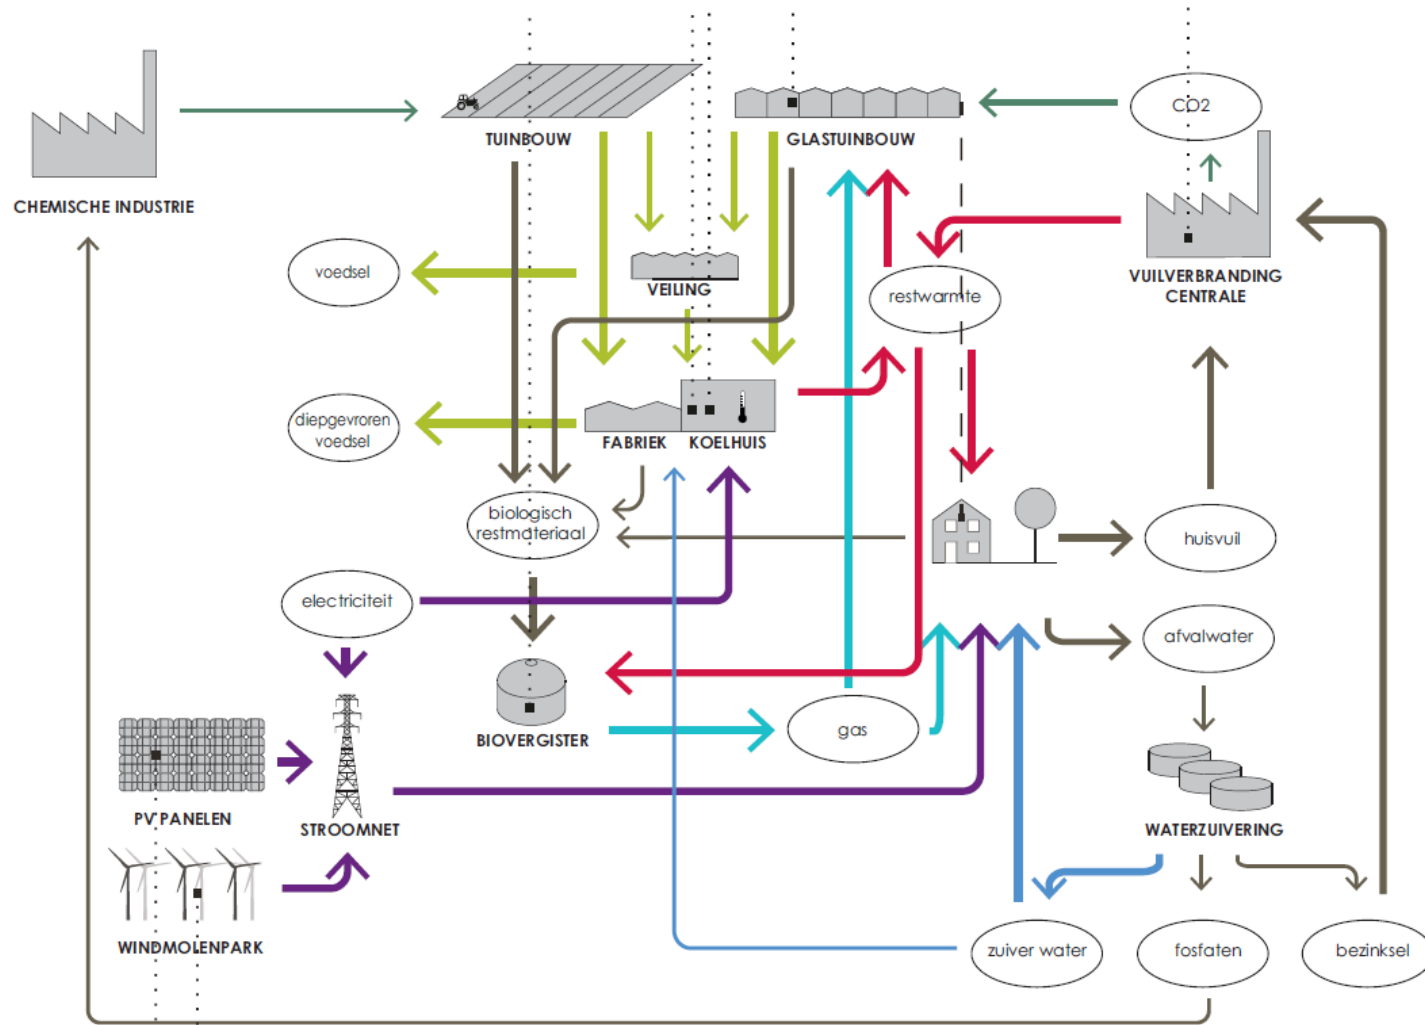 CO2
TUINBOUW
GLASTUINBOUW
CHEMISCHE INDUSTRIE
voedsel
VEILING
restwarmte
VUILVERBRANDING
CENTRALE
diepgevroren
voedsel
FABRIEK
KOELHUIS
biologisch
restmateriaal
huisvuil
electriciteit
afvalwater
BIOVERGISTER
gas
PV PANELEN
STROOMNET
WATERZUIVERING
WINDMOLENPARK
zuiver water
fosfaten
bezinksel